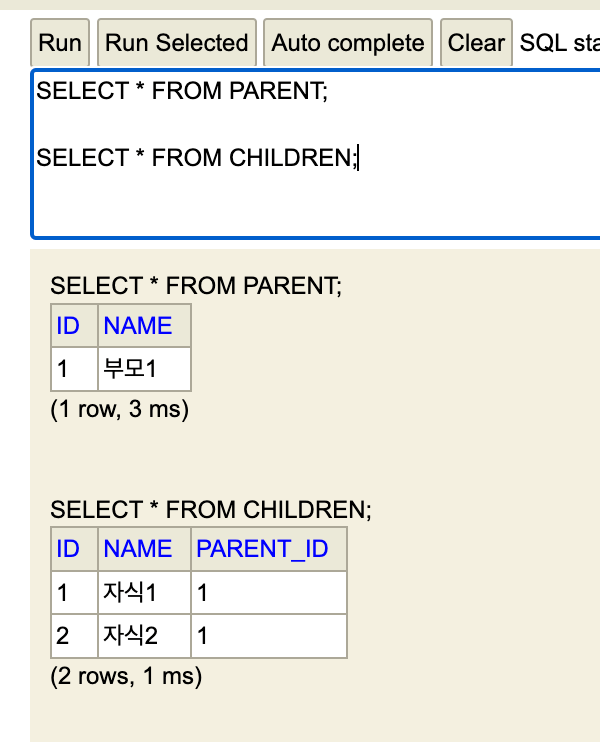 Run Run Selected Auto complete Clear SQL sta
SELECT * FROM PARENT;
SELECT * FROM CHILDREN;
SELECT * FROM PARENT;
ID NAME
1 부모1
(1 row, 3 ms)
SELECT * FROM CHILDREN;
ID NAME PARENT_ID
1 자식1 1
2 자식2 1
(2 rows, 1 ms)